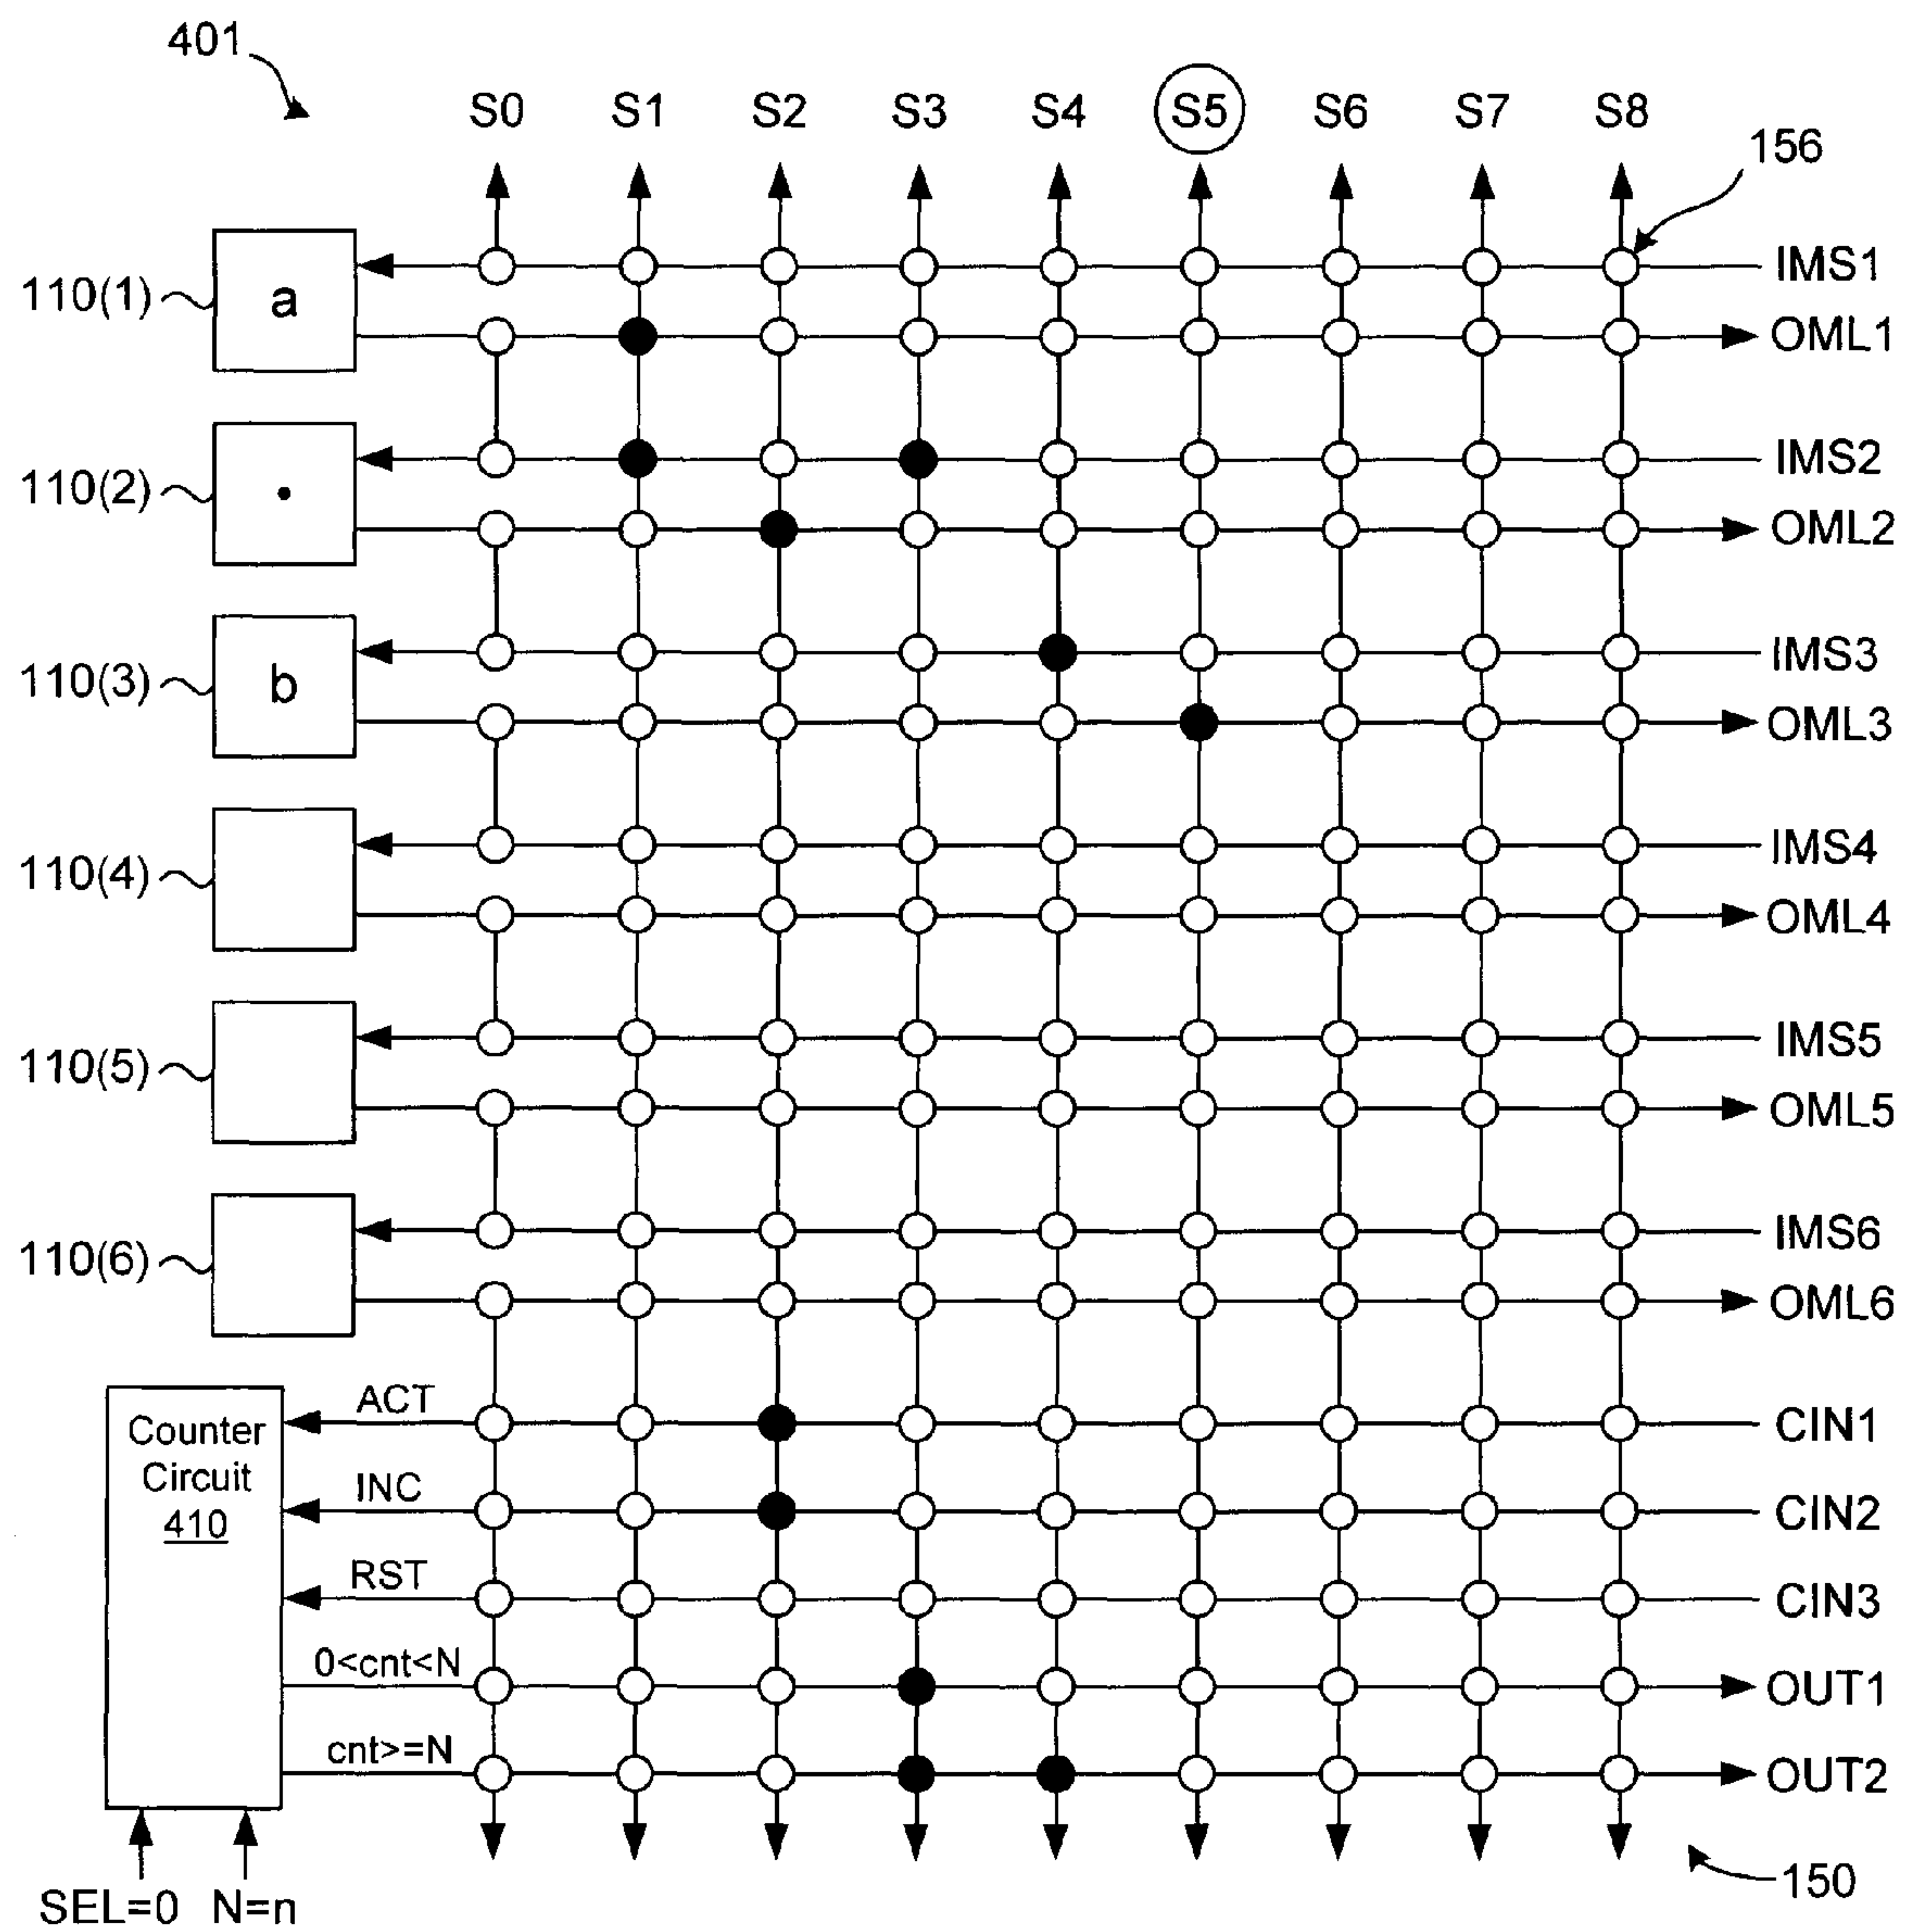 401
S0 S1 S2 S3 S4 S5 S6 S7 S8
156
110(1) a IMS1
OML1
110(2) • IMS2
OML2
110(3) b IMS3
OML3
110(4) IMS4
OML4
110(5) IMS5
OML5
110(6) IMS6
OML6
Counter
Circuit
410
ACT CIN1
INC CIN2
RST CIN3
0<cnt<N OUT1
cnt>=N OUT2
SEL=0 N=n
150